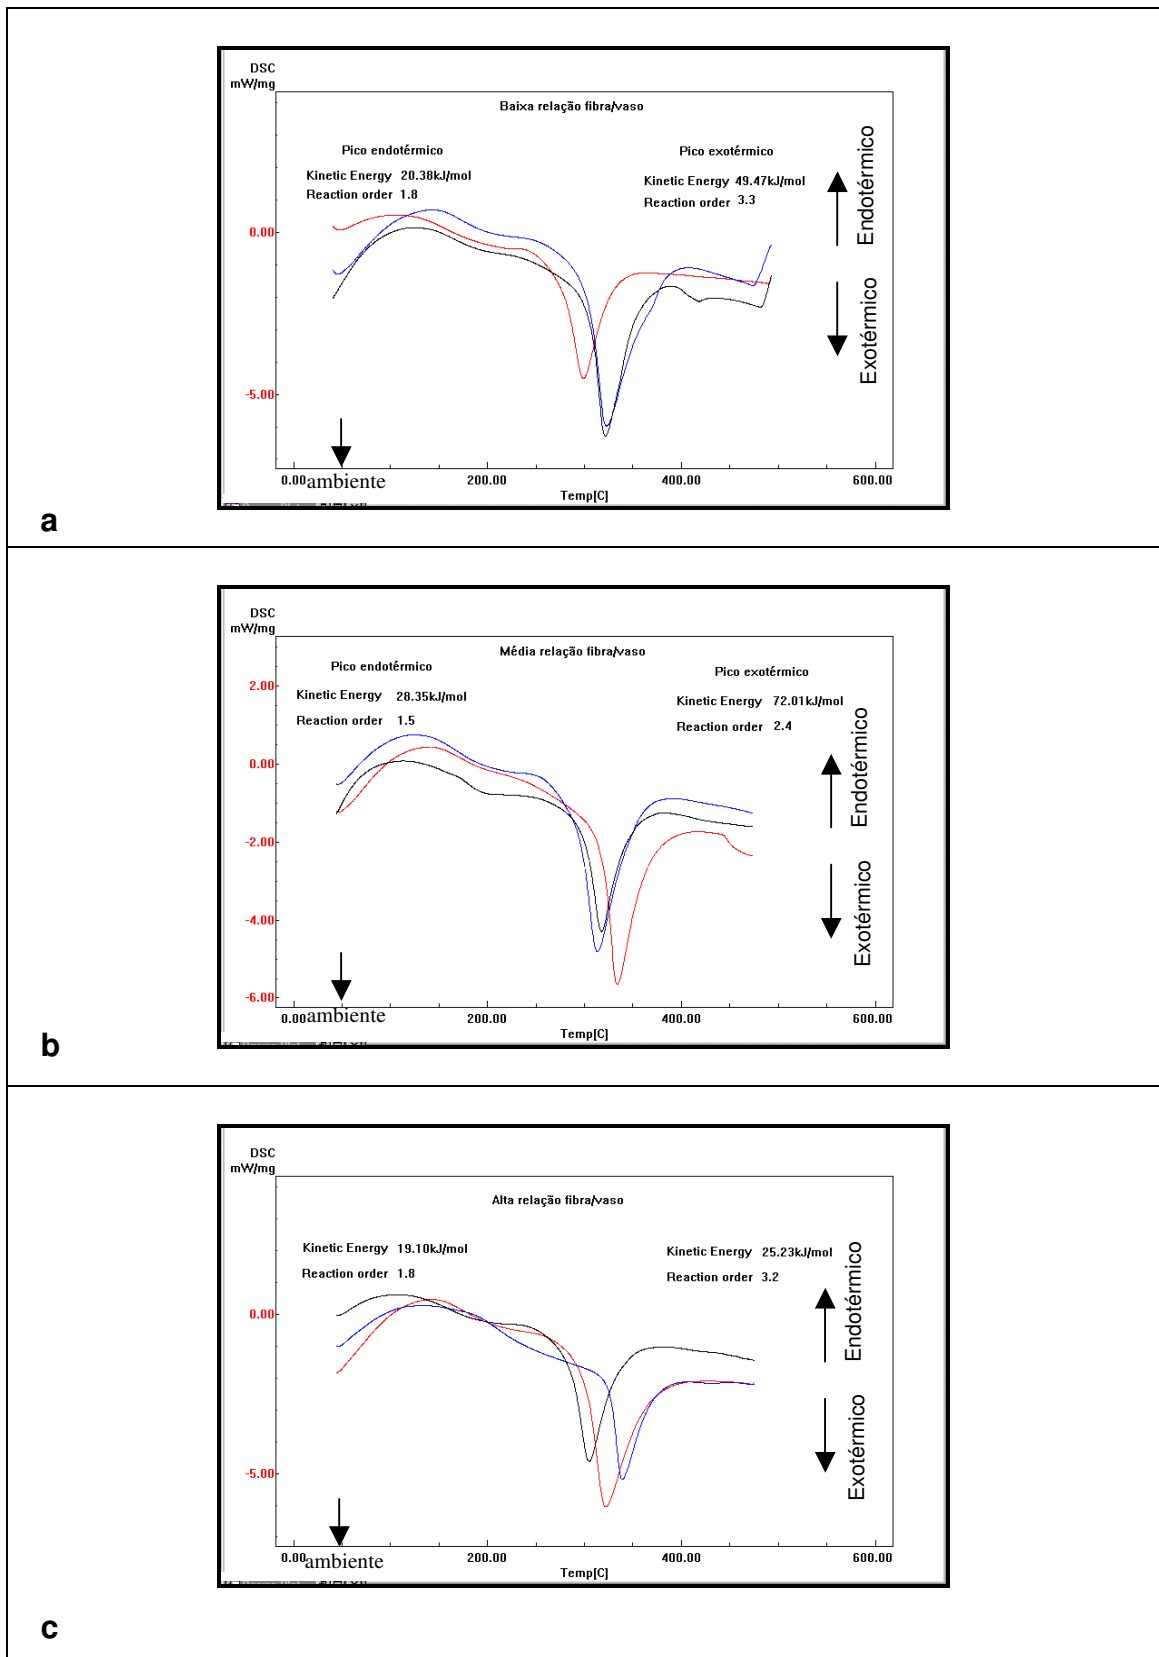 DSC
mW/mg
Baixa relação fibra/vaso
Pico endotérmico
Pico exotérmico
Kinetic Energy 20.38kJ/mol
Kinetic Energy 49.47kJ/mol
Reaction order 1.8
Reaction order 3.3
Endotérmico
Exotérmico
0.00
-5.00
0.00 ambiente 200.00 400.00 600.00
Temp[C]
a
DSC
mW/mg
Média relação fibra/vaso
Pico endotérmico
Pico exotérmico
Kinetic Energy 28.35kJ/mol
Kinetic Energy 72.01kJ/mol
Reaction order 1.5
Reaction order 2.4
Endotérmico
Exotérmico
2.00
0.00
-2.00
-4.00
-6.00
0.00 ambiente 200.00 400.00 600.00
Temp[C]
b
DSC
mW/mg
Alta relação fibra/vaso
Kinetic Energy 19.10kJ/mol
Kinetic Energy 25.23kJ/mol
Reaction order 1.8
Reaction order 3.2
Endotérmico
Exotérmico
0.00
-5.00
0.00 ambiente 200.00 400.00 600.00
Temp[C]
c